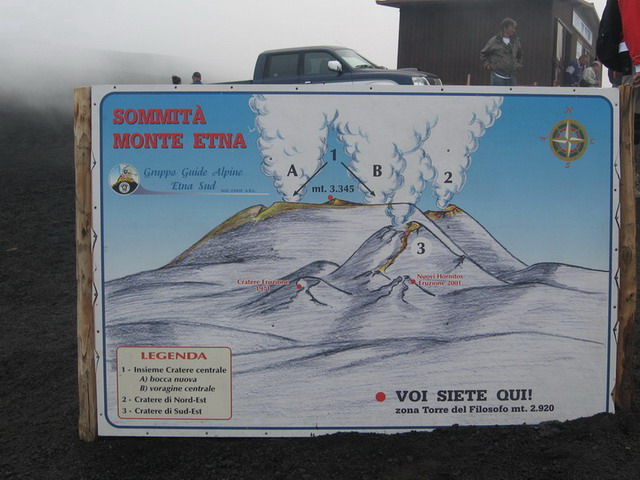 SOMMITÀ
MONTE ETNA
Gruppo Guide Alpine
Etna Sud
A
1
B
2
mt. 3.345
3
Cratere Eruzione
1971
Nuovi Hornitos
Eruzione 2001
LEGENDA
1 - Insieme Cratere centrale
A) bocca nuova
B) voragine centrale
2 - Cratere di Nord-Est
3 - Cratere di Sud-Est
VOI SIETE QUI!
zona Torre del Filosofo mt. 2.920